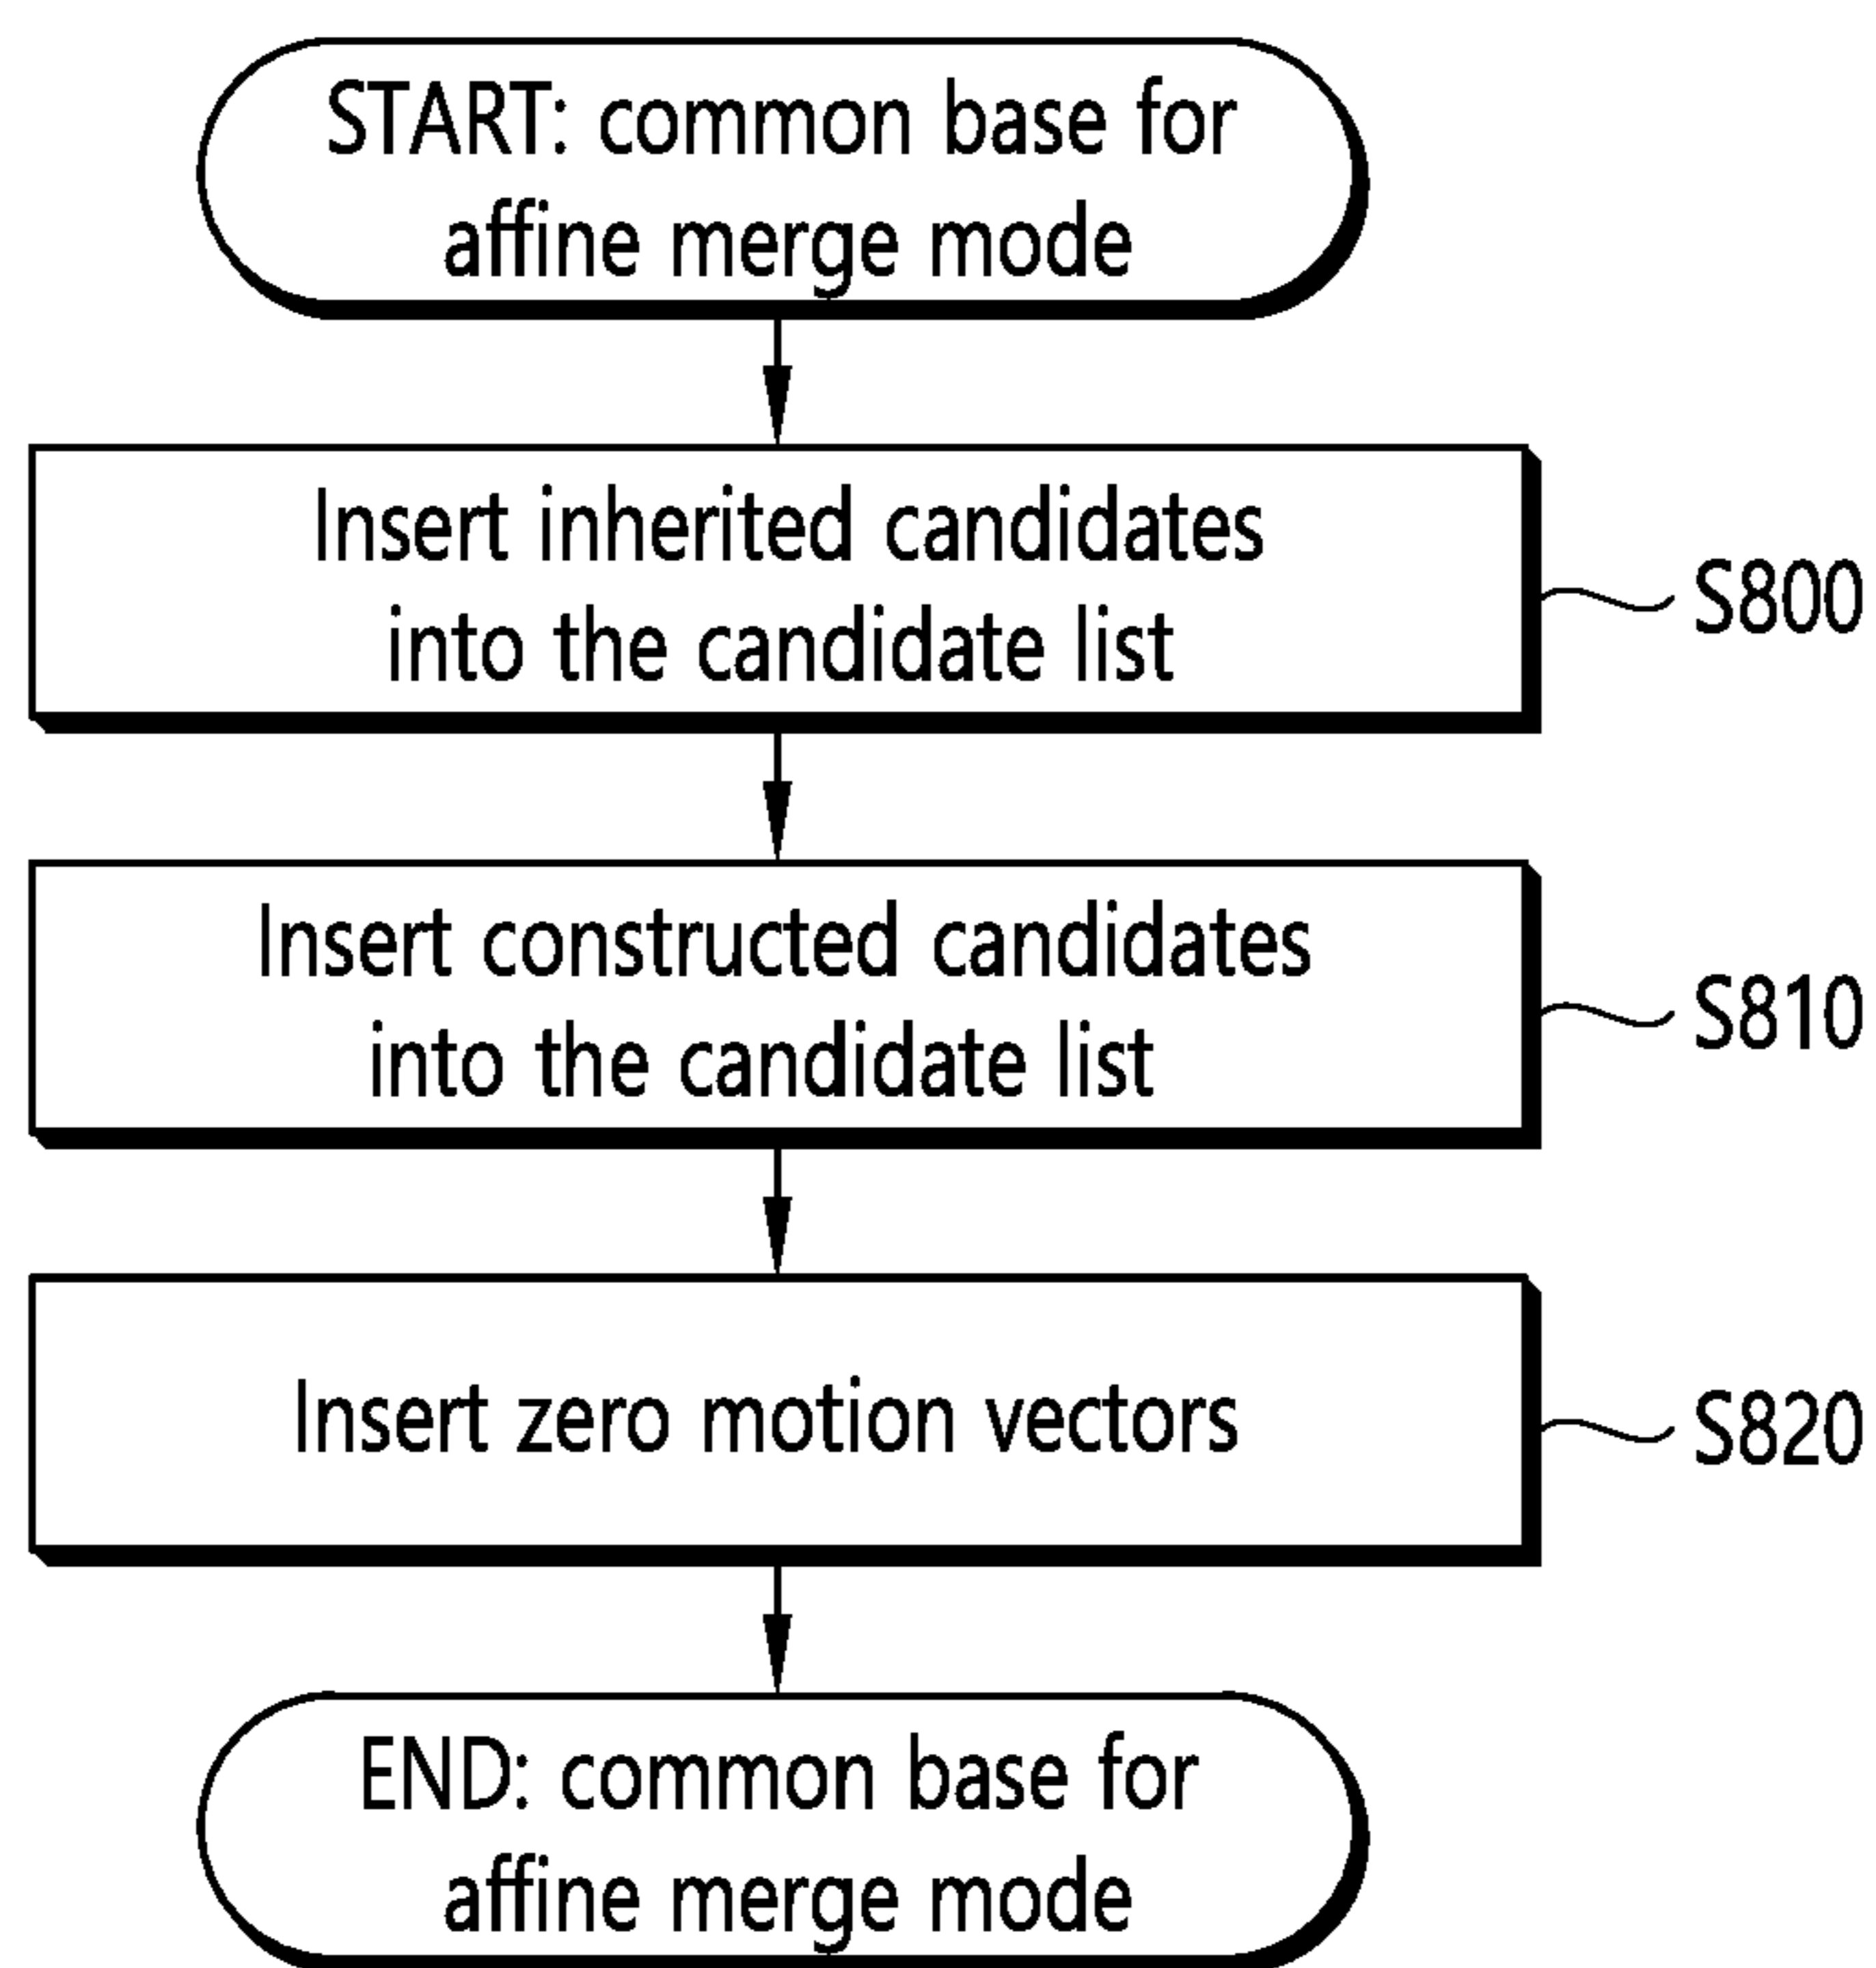 START: common base for
affine merge mode
Insert inherited candidates
into the candidate list
S800
Insert constructed candidates
into the candidate list
S810
Insert zero motion vectors
S820
END: common base for
affine merge mode